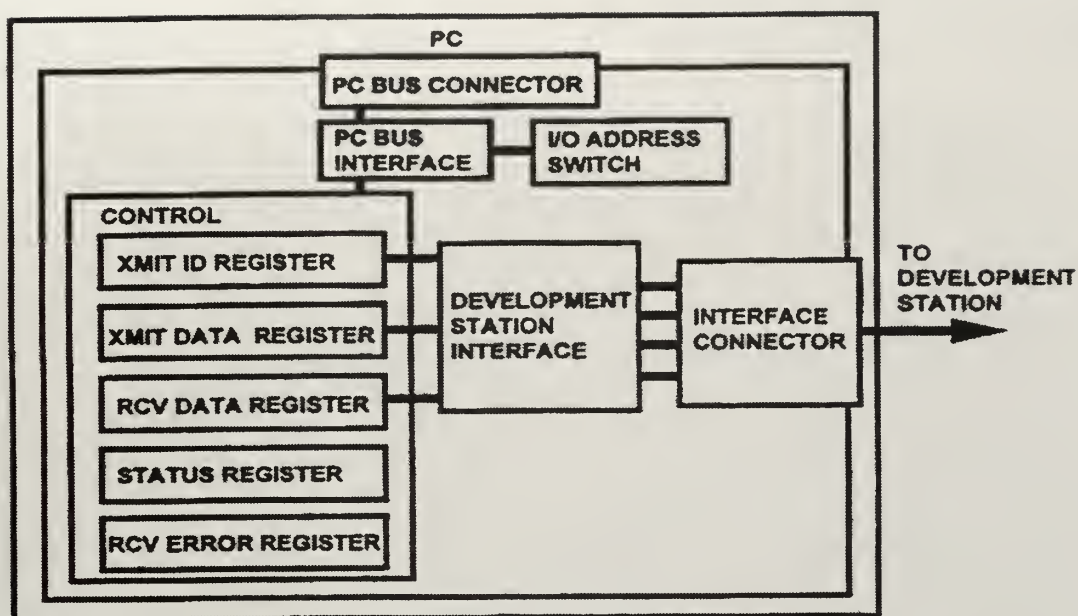 PC
PC BUS CONNECTOR
PC BUS
INTERFACE
I/O ADDRESS
SWITCH
CONTROL
XMIT ID REGISTER
XMIT DATA REGISTER
RCV DATA REGISTER
STATUS REGISTER
RCV ERROR REGISTER
DEVELOPMENT
STATION
INTERFACE
INTERFACE
CONNECTOR
TO
DEVELOPMENT
STATION